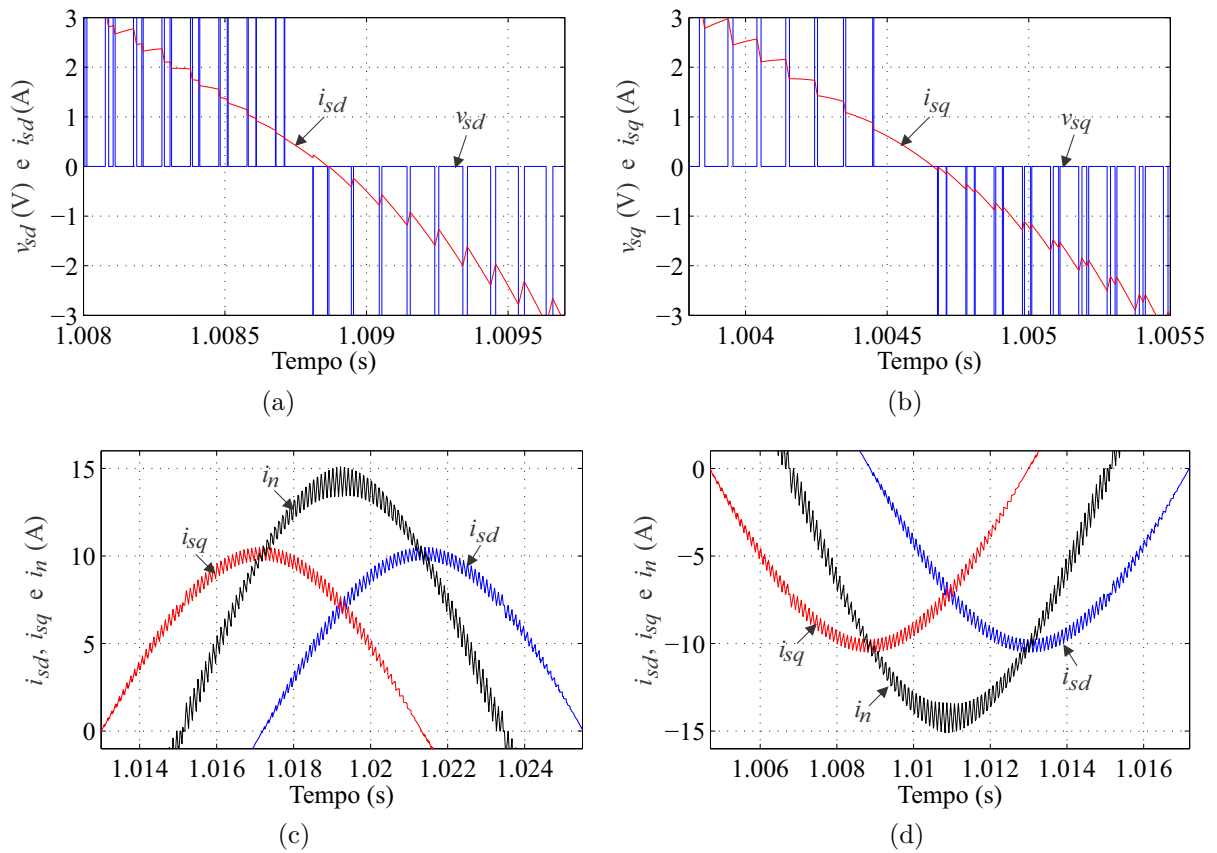 3
2
1
0
−1
−2
−3
v_sd (V) e i_sd (A)
i_sd
v_sd
1.008
1.0085
1.009
1.0095
Tempo (s)
(a)
3
2
1
0
−1
−2
−3
v_sq (V) e i_sq (A)
i_sq
v_sq
1.004
1.0045
1.005
1.0055
Tempo (s)
(b)
15
10
5
0
i_sd, i_sq e i_n (A)
i_n
i_sq
i_sd
1.014
1.016
1.018
1.02
1.022
1.024
Tempo (s)
(c)
0
−5
−10
−15
i_sd, i_sq e i_n (A)
i_sq
i_n
i_sd
1.006
1.008
1.01
1.012
1.014
1.016
Tempo (s)
(d)